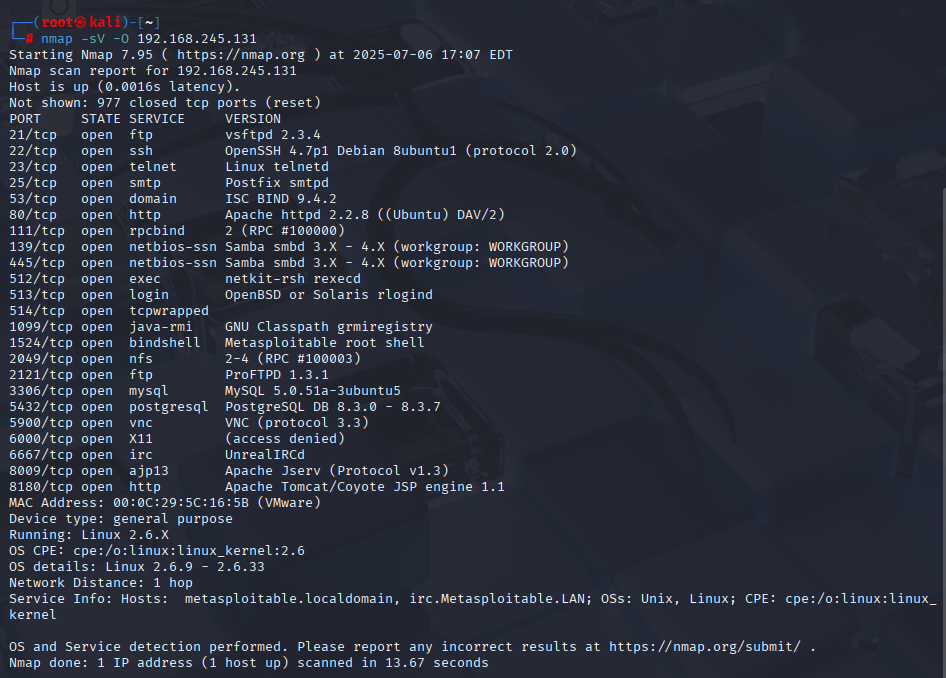 ┌──(root㉿kali)-[~]
└─# nmap -sV -O 192.168.245.131
Starting Nmap 7.95 ( https://nmap.org ) at 2025-07-06 17:07 EDT
Nmap scan report for 192.168.245.131
Host is up (0.0016s latency).
Not shown: 977 closed tcp ports (reset)
PORT     STATE SERVICE     VERSION
21/tcp   open  ftp         vsftpd 2.3.4
22/tcp   open  ssh         OpenSSH 4.7p1 Debian 8ubuntu1 (protocol 2.0)
23/tcp   open  telnet      Linux telnetd
25/tcp   open  smtp        Postfix smtpd
53/tcp   open  domain      ISC BIND 9.4.2
80/tcp   open  http        Apache httpd 2.2.8 ((Ubuntu) DAV/2)
111/tcp  open  rpcbind     2 (RPC #100000)
139/tcp  open  netbios-ssn Samba smbd 3.X - 4.X (workgroup: WORKGROUP)
445/tcp  open  netbios-ssn Samba smbd 3.X - 4.X (workgroup: WORKGROUP)
512/tcp  open  exec        netkit-rsh rexecd
513/tcp  open  login       OpenBSD or Solaris rlogind
514/tcp  open  tcpwrapped
1099/tcp open  java-rmi    GNU Classpath grmiregistry
1524/tcp open  bindshell   Metasploitable root shell
2049/tcp open  nfs         2-4 (RPC #100003)
2121/tcp open  ftp         ProFTPD 1.3.1
3306/tcp open  mysql       MySQL 5.0.51a-3ubuntu5
5432/tcp open  postgresql  PostgreSQL DB 8.3.0 - 8.3.7
5900/tcp open  vnc         VNC (protocol 3.3)
6000/tcp open  X11         (access denied)
6667/tcp open  irc         UnrealIRCd
8009/tcp open  ajp13       Apache Jserv (Protocol v1.3)
8180/tcp open  http        Apache Tomcat/Coyote JSP engine 1.1
MAC Address: 00:0C:29:5C:16:5B (VMware)
Device type: general purpose
Running: Linux 2.6.X
OS CPE: cpe:/o:linux:linux_kernel:2.6
OS details: Linux 2.6.9 - 2.6.33
Network Distance: 1 hop
Service Info: Hosts:  metasploitable.localdomain, irc.Metasploitable.LAN; OSs: Unix, Linux; CPE: cpe:/o:linux:linux_
kernel

OS and Service detection performed. Please report any incorrect results at https://nmap.org/submit/ .
Nmap done: 1 IP address (1 host up) scanned in 13.67 seconds